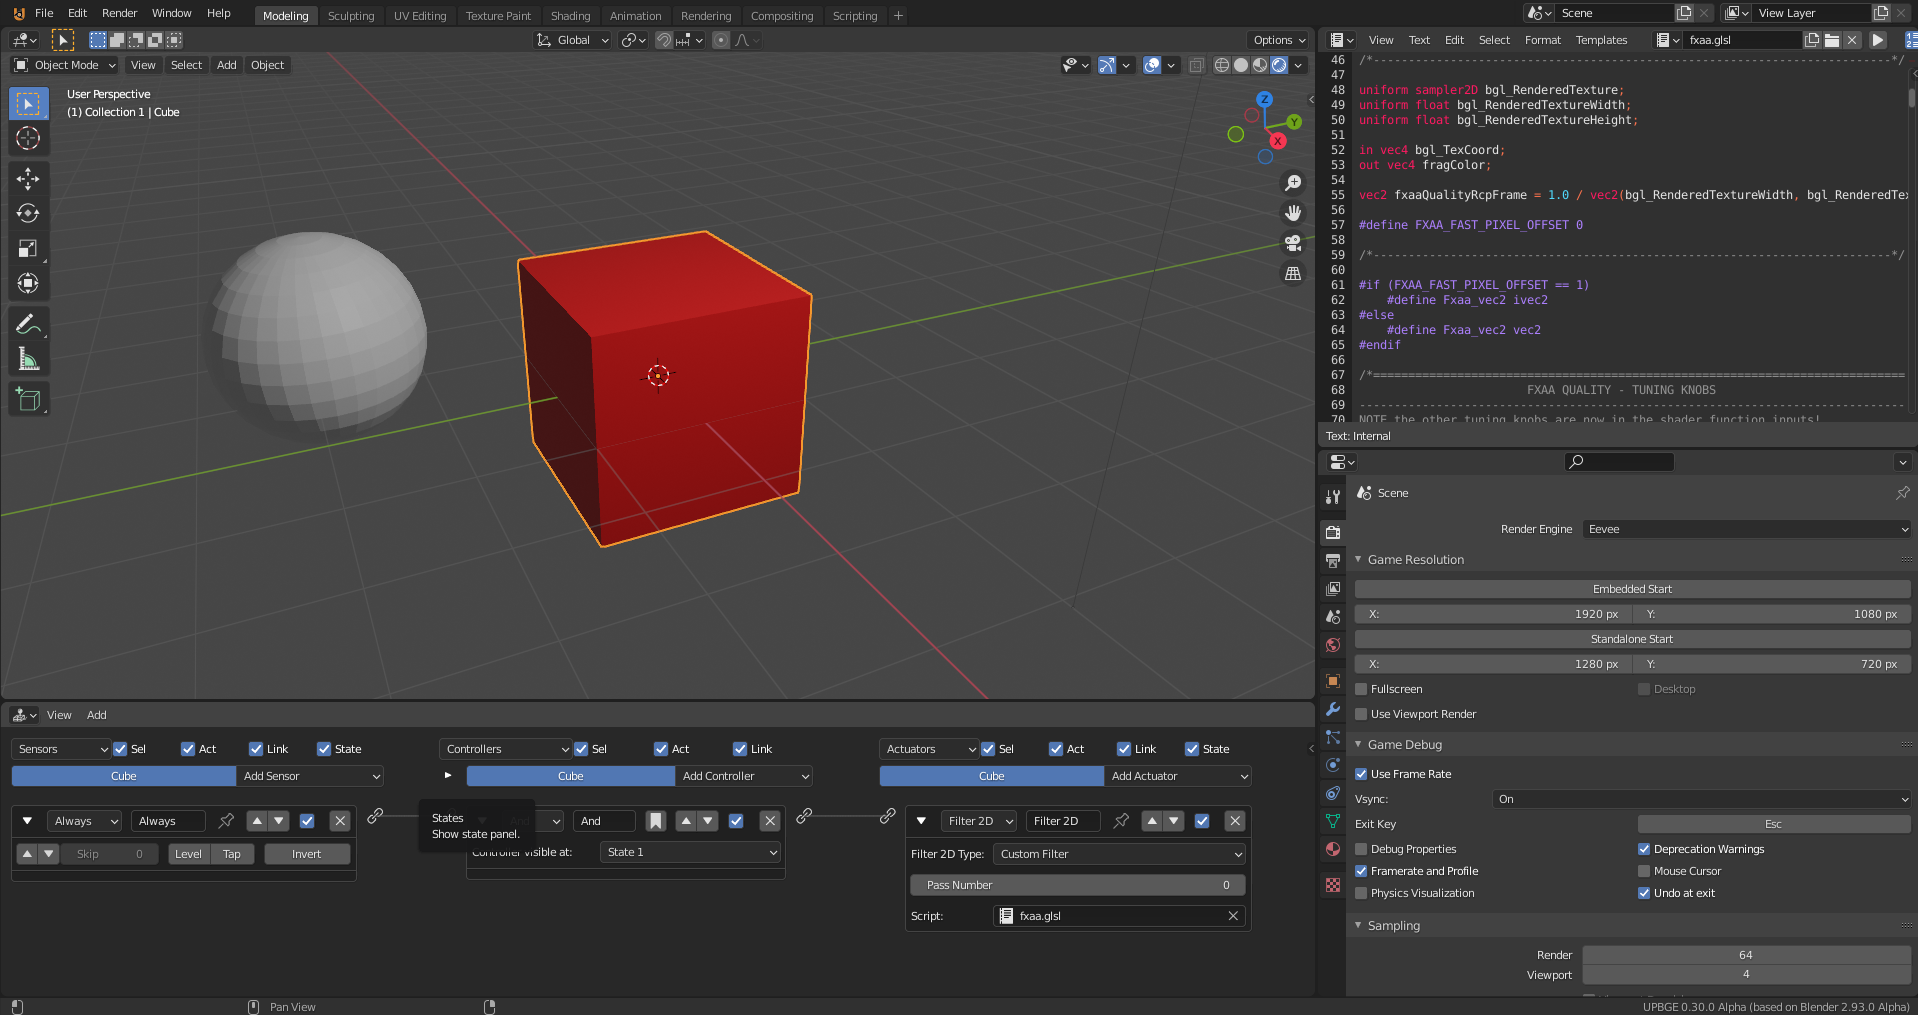 File Edit Render Window Help Modeling Sculpting UV Editing Texture Paint Shading Animation Rendering Compositing Scripting + Scene View Layer
Global Options
Object Mode View Select Add Object
User Perspective
(1) Collection 1 | Cube
Z
Y
X
View Text Edit Select Format Templates fxaa.glsl
46 /*--------------------------------------------------------------------------*/
47
48 uniform sampler2D bgl_RenderedTexture;
49 uniform float bgl_RenderedTextureWidth;
50 uniform float bgl_RenderedTextureHeight;
51
52 in vec4 bgl_TexCoord;
53 out vec4 fragColor;
54
55 vec2 fxaaQualityRcpFrame = 1.0 / vec2(bgl_RenderedTextureWidth, bgl_RenderedTex
56
57 #define FXAA_FAST_PIXEL_OFFSET 0
58
59 /*--------------------------------------------------------------------------*/
60
61 #if (FXAA_FAST_PIXEL_OFFSET == 1)
62     #define Fxaa_vec2 ivec2
63 #else
64     #define Fxaa_vec2 vec2
65 #endif
66
67 /*============================================================================
68                         FXAA QUALITY - TUNING KNOBS
69 ------------------------------------------------------------------------------
70 NOTE the other tuning knobs are now in the shader function inputs!
Text: Internal
Scene
Render Engine Eevee
Game Resolution
Embedded Start
X: 1920 px Y: 1080 px
Standalone Start
X: 1280 px Y: 720 px
Fullscreen Desktop
Use Viewport Render
Game Debug
Use Frame Rate
Vsync: On
Exit Key Esc
Debug Properties Deprecation Warnings
Framerate and Profile Mouse Cursor
Physics Visualization Undo at exit
Sampling
Render 64
Viewport 4
View Add
Sensors Sel Act Link State
Cube Add Sensor
Always Always
Skip 0 Level Tap Invert
Controllers Sel Act Link
Cube Add Controller
States
Show state panel.
And
Controller visible at: State 1
Actuators Sel Act Link State
Cube Add Actuator
Filter 2D Filter 2D
Filter 2D Type: Custom Filter
Pass Number 0
Script: fxaa.glsl
Pan View
UPBGE 0.30.0 Alpha (based on Blender 2.93.0 Alpha)